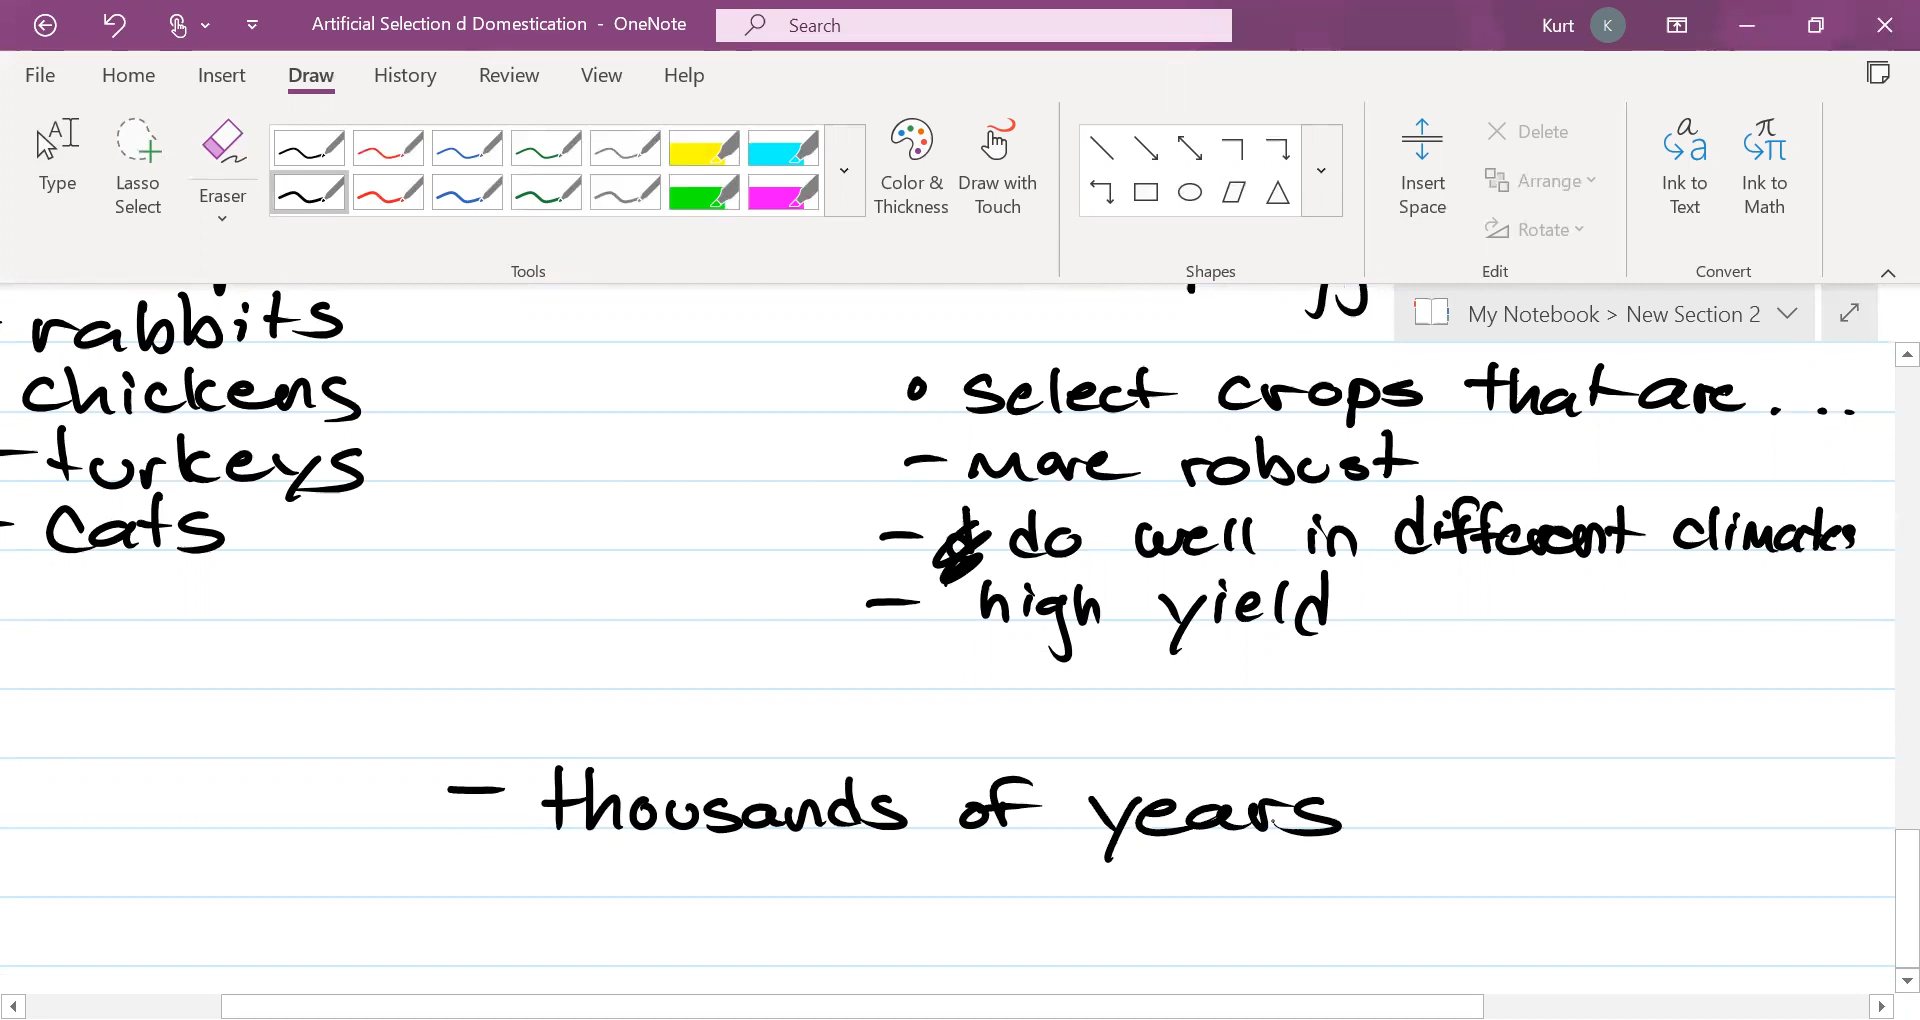 Artificial Selection d Domestication - OneNote
Search
Kurt K
File Home Insert Draw History Review View Help
Type
Lasso Select
Eraser
Color & Thickness
Draw with Touch
Insert Space
Delete
Arrange
Rotate
Ink to Text
Ink to Math
Tools Shapes Edit Convert
My Notebook > New Section 2
- rabbits
chickens
- turkeys
- cats
• select crops that are...
- more robust
- do well in different climates
- high yield
- thousands of years